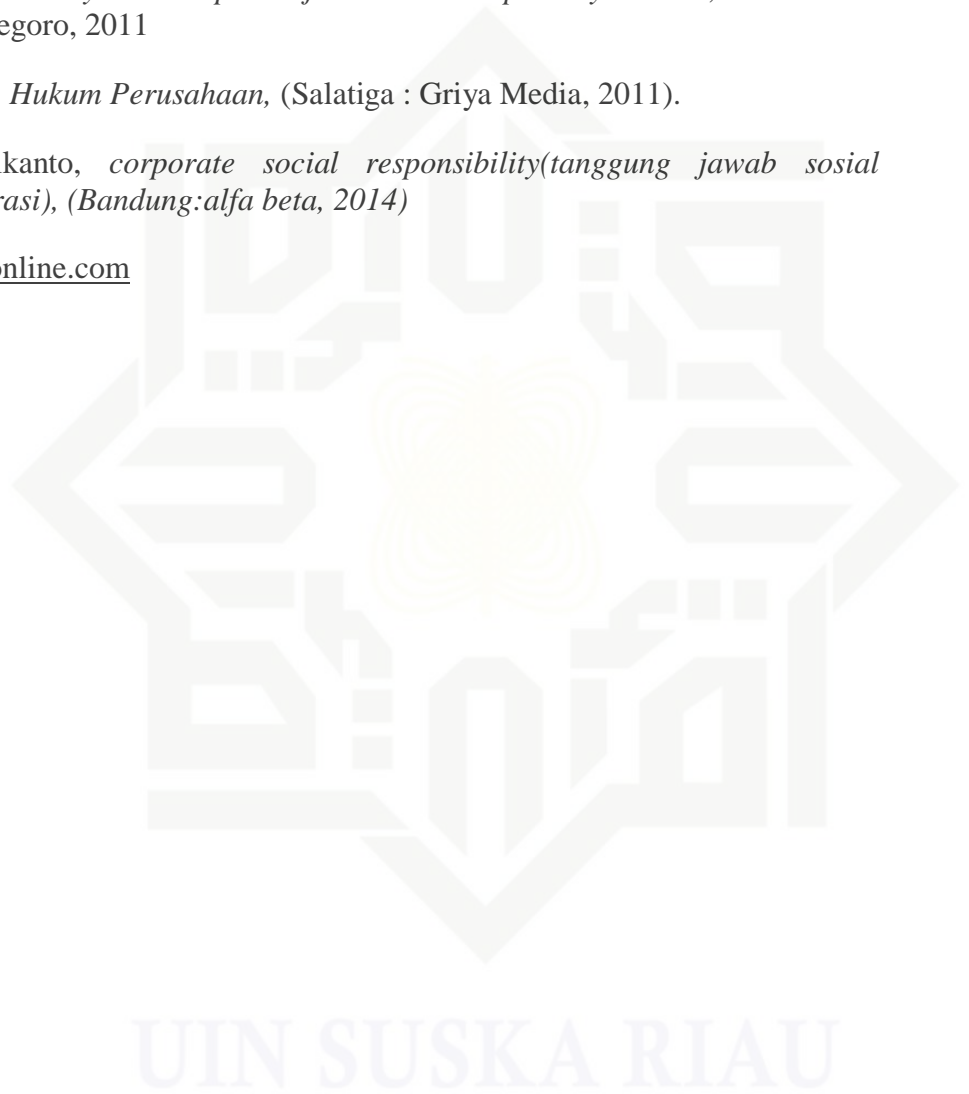 egoro, 2011
Hukum Perusahaan, (Salatiga : Griya Media, 2011).
kanto, corporate social responsibility(tanggung jawab sosial
rasi), (Bandung:alfa beta, 2014)
online.com
UIN SUSKA RIAU